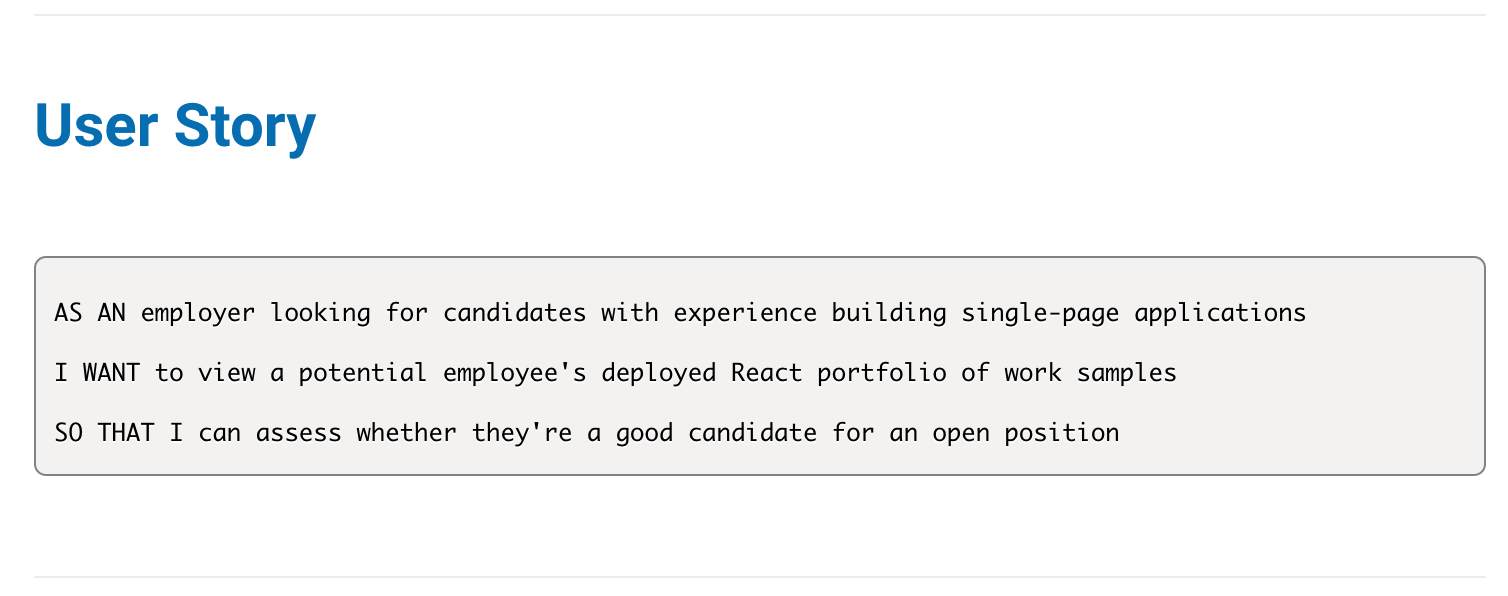 User Story
AS AN employer looking for candidates with experience building single-page applications
I WANT to view a potential employee's deployed React portfolio of work samples
SO THAT I can assess whether they're a good candidate for an open position